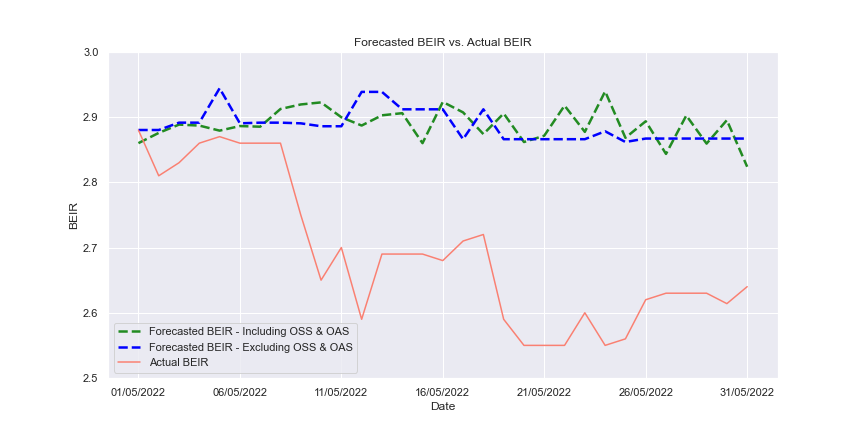 Forecasted BEIR vs. Actual BEIR
3.0
2.9
2.8
2.7
2.6
2.5
BEIR
Forecasted BEIR - Including OSS & OAS
Forecasted BEIR - Excluding OSS & OAS
Actual BEIR
01/05/2022 06/05/2022 11/05/2022 16/05/2022 21/05/2022 26/05/2022 31/05/2022
Date